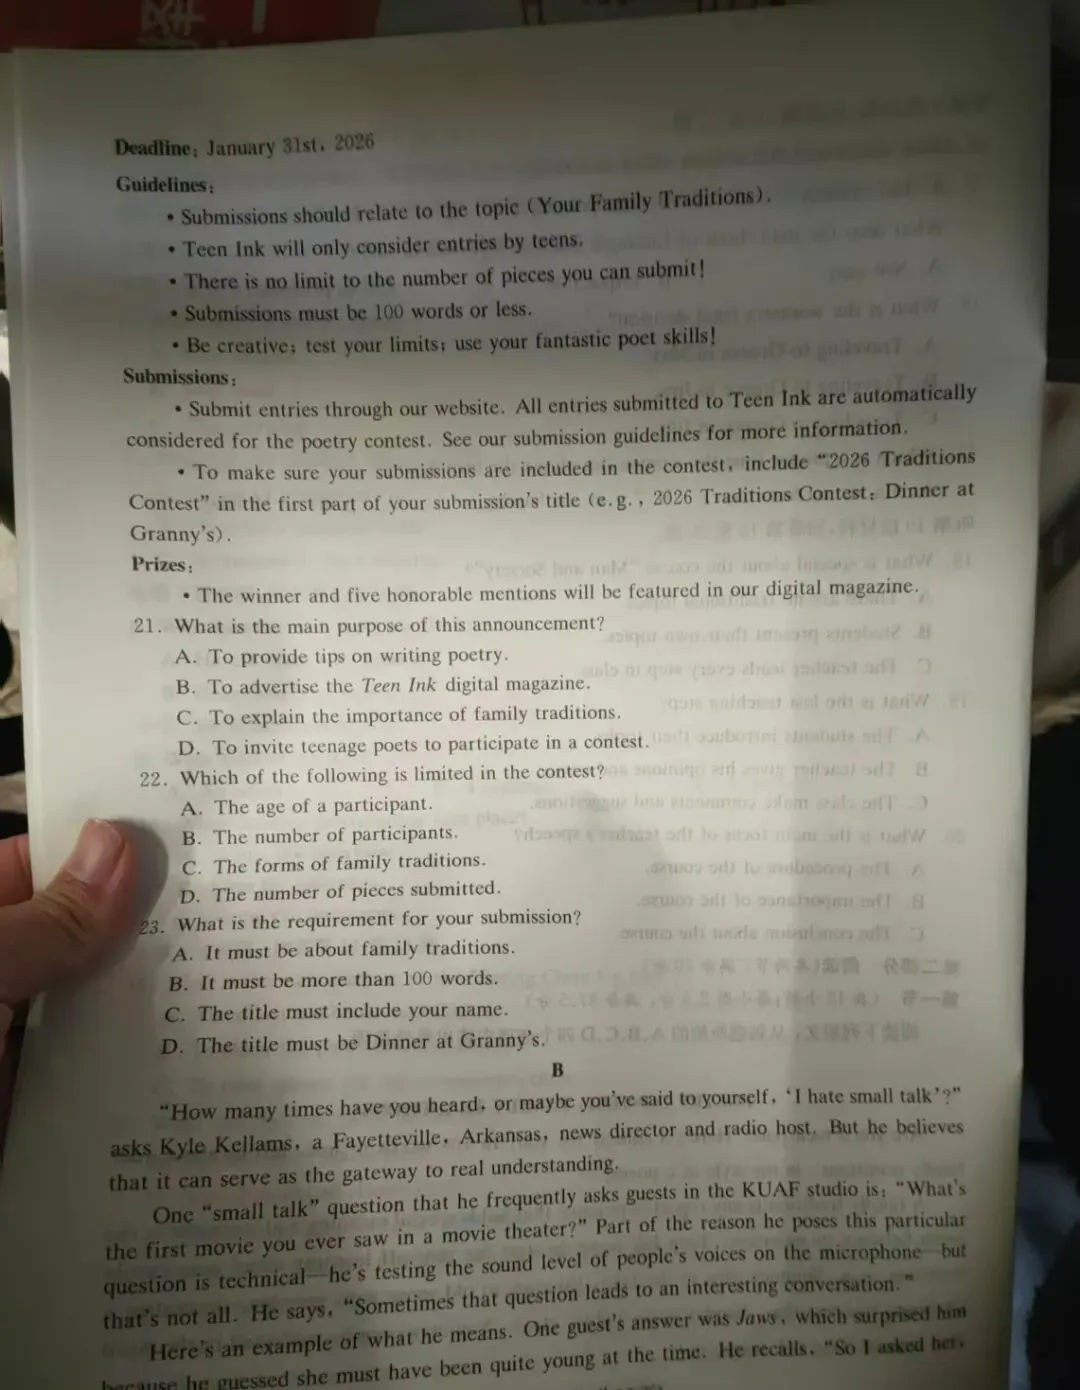 Deadline: January 31st, 2026
Guidelines:
• Submissions should relate to the topic (Your Family Traditions).
• Teen Ink will only consider entries by teens.
• There is no limit to the number of pieces you can submit!
• Submissions must be 100 words or less.
• Be creative; test your limits; use your fantastic poet skills!
Submissions:
• Submit entries through our website. All entries submitted to Teen Ink are automatically
considered for the poetry contest. See our submission guidelines for more information.
• To make sure your submissions are included in the contest, include “2026 Traditions
Contest” in the first part of your submission's title (e.g., 2026 Traditions Contest: Dinner at
Granny's).
Prizes:
• The winner and five honorable mentions will be featured in our digital magazine.
21. What is the main purpose of this announcement?
A. To provide tips on writing poetry.
B. To advertise the Teen Ink digital magazine.
C. To explain the importance of family traditions.
D. To invite teenage poets to participate in a contest.
22. Which of the following is limited in the contest?
A. The age of a participant.
B. The number of participants.
C. The forms of family traditions.
D. The number of pieces submitted.
23. What is the requirement for your submission?
A. It must be about family traditions.
B. It must be more than 100 words.
C. The title must include your name.
D. The title must be Dinner at Granny's.
B
“How many times have you heard, or maybe you've said to yourself, ‘I hate small talk’?”
asks Kyle Kellams, a Fayetteville, Arkansas, news director and radio host. But he believes
that it can serve as the gateway to real understanding.
One “small talk” question that he frequently asks guests in the KUAF studio is: “What's
the first movie you ever saw in a movie theater?” Part of the reason he poses this particular
question is technical—he's testing the sound level of people's voices on the microphone—but
that's not all. He says, “Sometimes that question leads to an interesting conversation.”
Here's an example of what he means. One guest's answer was Jaws, which surprised him
because he guessed she must have been quite young at the time. He recalls, “So I asked her,